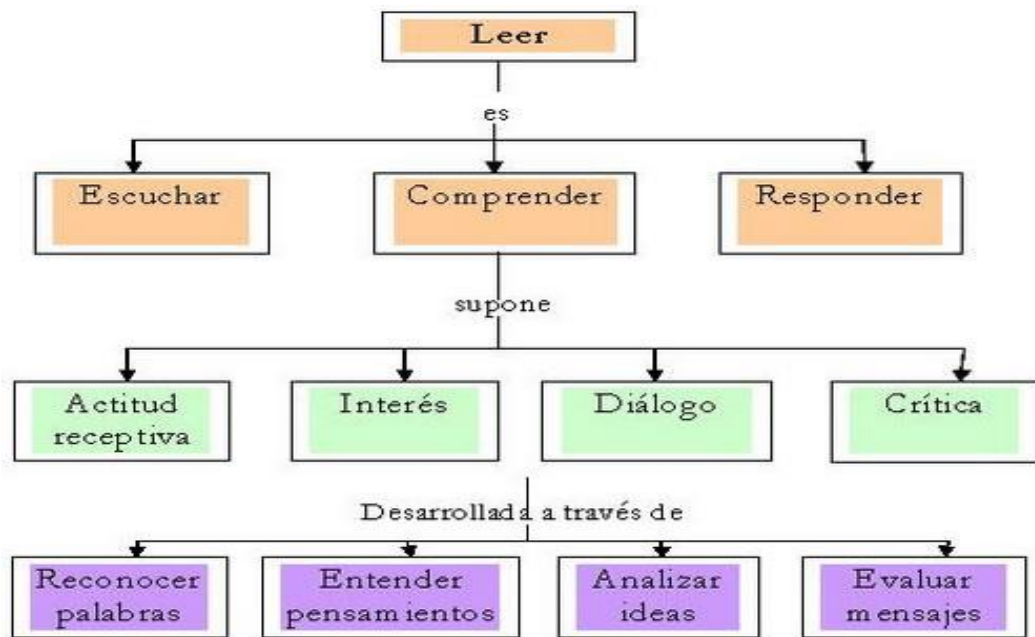 Leer
es
Escuchar
Comprender
Responder
supone
Actitud
receptiva
Interés
Diálogo
Crítica
Desarrollada a través de
Reconocer
palabras
Entender
pensamientos
Analizar
ideas
Evaluar
mensajes